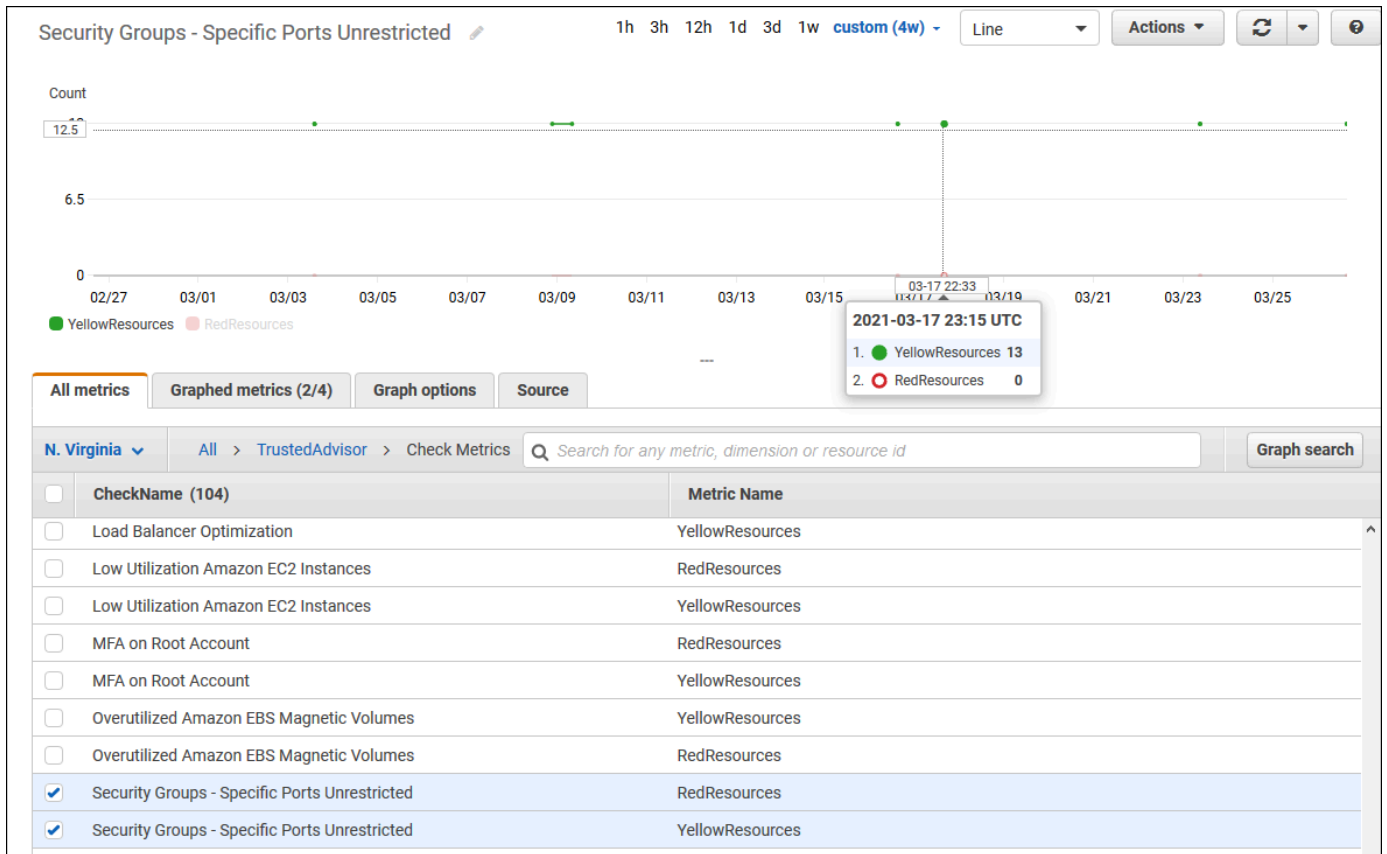 Security Groups - Specific Ports Unrestricted 1h 3h 12h 1d 3d 1w custom (4w) Line Actions
Count
12.5
6.5
0
02/27 03/01 03/03 03/05 03/07 03/09 03/11 03/13 03/15 03/17 03/19 03/21 03/23 03/25
03-17 22:33
YellowResources RedResources
2021-03-17 23:15 UTC
1. YellowResources 13
2. RedResources 0
All metrics Graphed metrics (2/4) Graph options Source
N. Virginia All > TrustedAdvisor > Check Metrics Search for any metric, dimension or resource id Graph search
CheckName (104) Metric Name
Load Balancer Optimization YellowResources
Low Utilization Amazon EC2 Instances RedResources
Low Utilization Amazon EC2 Instances YellowResources
MFA on Root Account RedResources
MFA on Root Account YellowResources
Overutilized Amazon EBS Magnetic Volumes YellowResources
Overutilized Amazon EBS Magnetic Volumes RedResources
Security Groups - Specific Ports Unrestricted RedResources
Security Groups - Specific Ports Unrestricted YellowResources